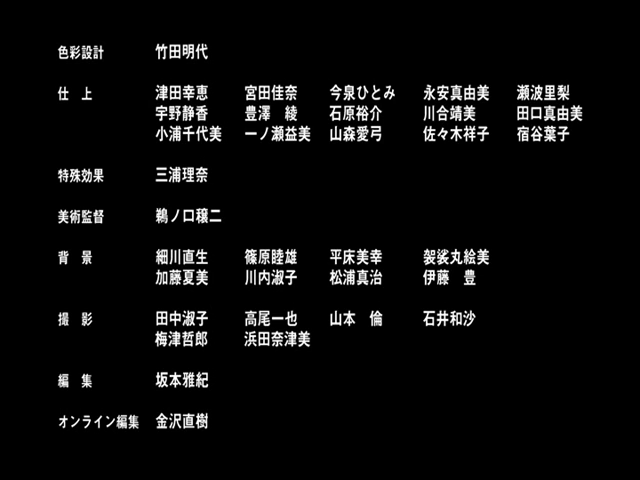 色彩設計 竹田明代
仕 上 津田幸恵 宮田佳奈 今泉ひとみ 永安真由美 瀬波里梨
宇野静香 豊澤 綾 石原裕介 川合靖美 田口真由美
小浦千代美 一ノ瀬益美 山森愛弓 佐々木祥子 宿谷葉子
特殊効果 三浦理奈
美術監督 鵜ノ口穣二
背 景 細川直生 篠原睦雄 平床美幸 袈裟丸絵美
加藤夏美 川内淑子 松浦真治 伊藤 豊
撮 影 田中淑子 高尾一也 山本 倫 石井和沙
梅津哲郎 浜田奈津美
編 集 坂本雅紀
オンライン編集 金沢直樹